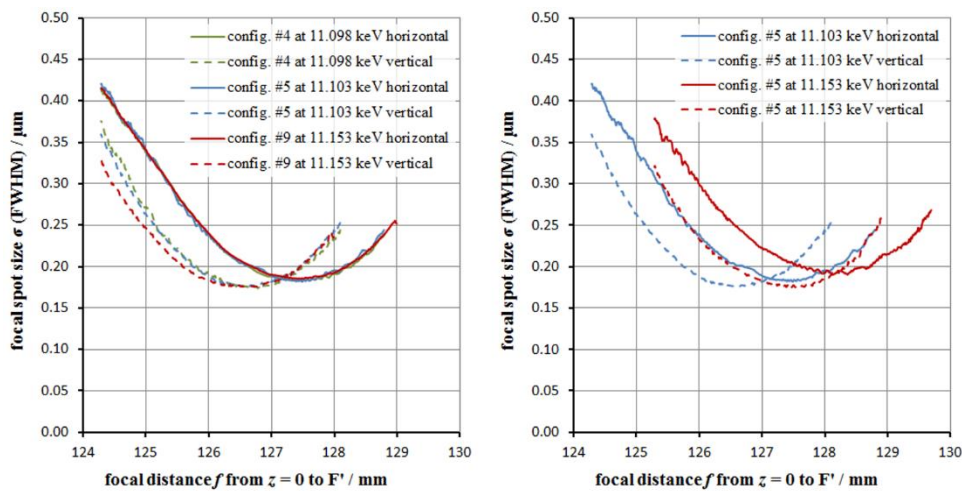 0.50
0.45
0.40
0.35
0.30
0.25
0.20
0.15
0.10
0.05
0.00
focal spot size σ (FWHM) / µm
config. #4 at 11.098 keV horizontal
config. #4 at 11.098 keV vertical
config. #5 at 11.103 keV horizontal
config. #5 at 11.103 keV vertical
config. #9 at 11.153 keV horizontal
config. #9 at 11.153 keV vertical
124 125 126 127 128 129 130
focal distance f from z = 0 to F' / mm
0.50
0.45
0.40
0.35
0.30
0.25
0.20
0.15
0.10
0.05
0.00
focal spot size σ (FWHM) / µm
config. #5 at 11.103 keV horizontal
config. #5 at 11.103 keV vertical
config. #5 at 11.153 keV horizontal
config. #5 at 11.153 keV vertical
124 125 126 127 128 129 130
focal distance f from z = 0 to F' / mm